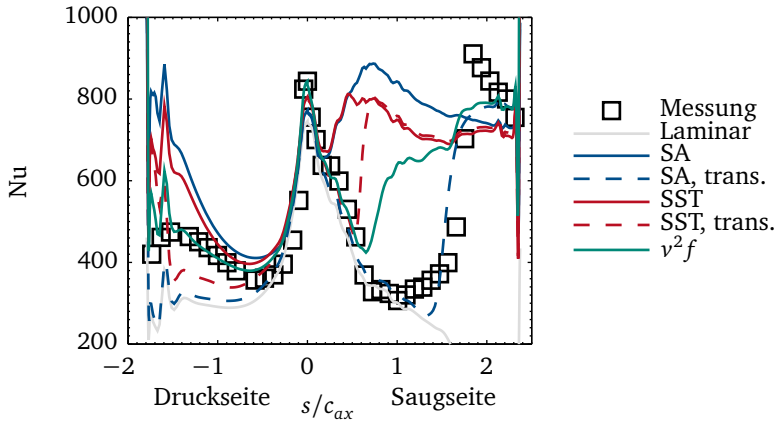 1000
800
600
400
200
Nu
−2
−1
0
1
2
Druckseite
s/c_ax
Saugseite
Messung
Laminar
SA
SA, trans.
SST
SST, trans.
v²f